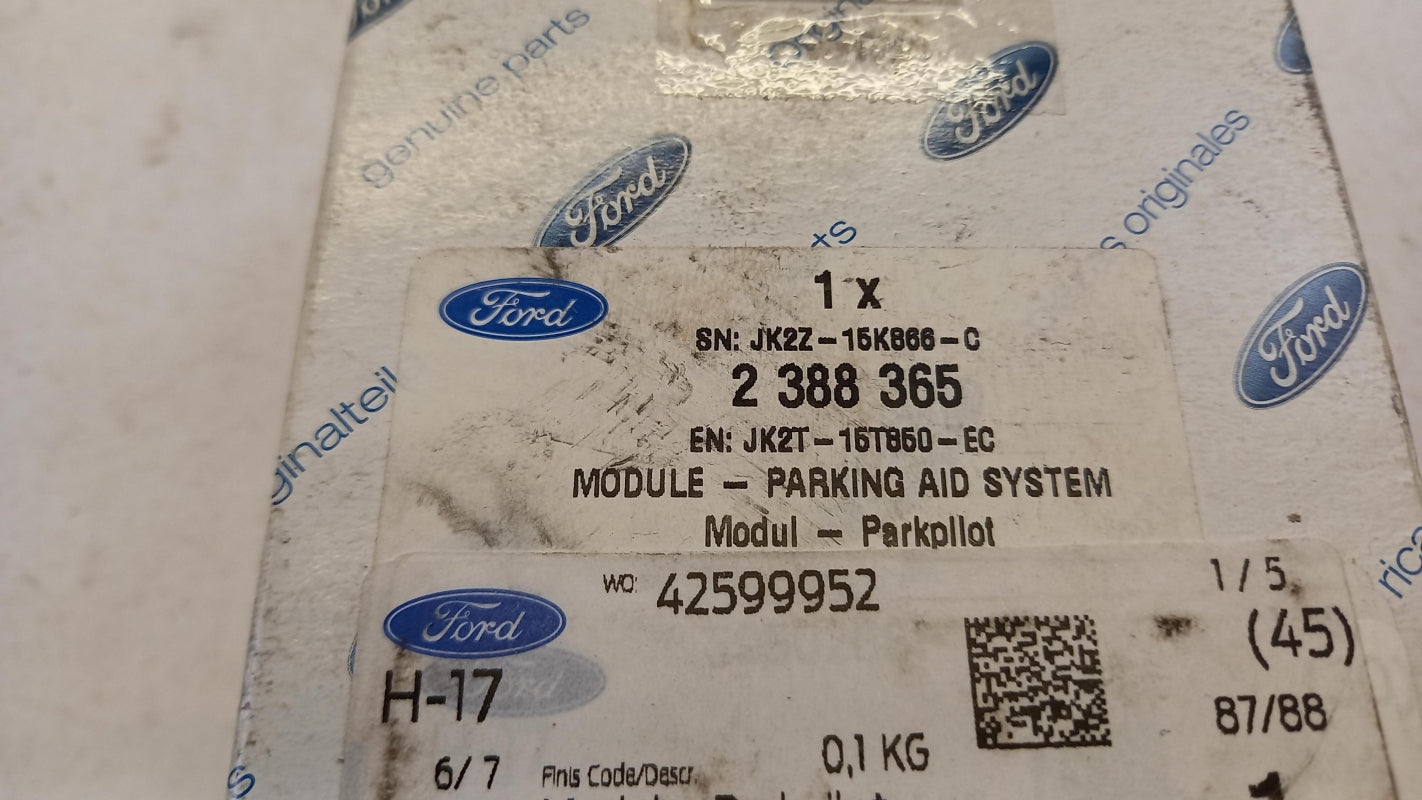 genuine parts
Ford
Ford
originales
Ford
ginalteil
Ford
1 x
SN: JK2Z-15K866-C
2 388 365
EN: JK2T-15T850-EC
MODULE - PARKING AID SYSTEM
Modul - Parkpilot
Ford
WO: 42599952
1 / 5
(45)
H-17
87/88
6/ 7
Finis Code/Descr.
0,1 KG